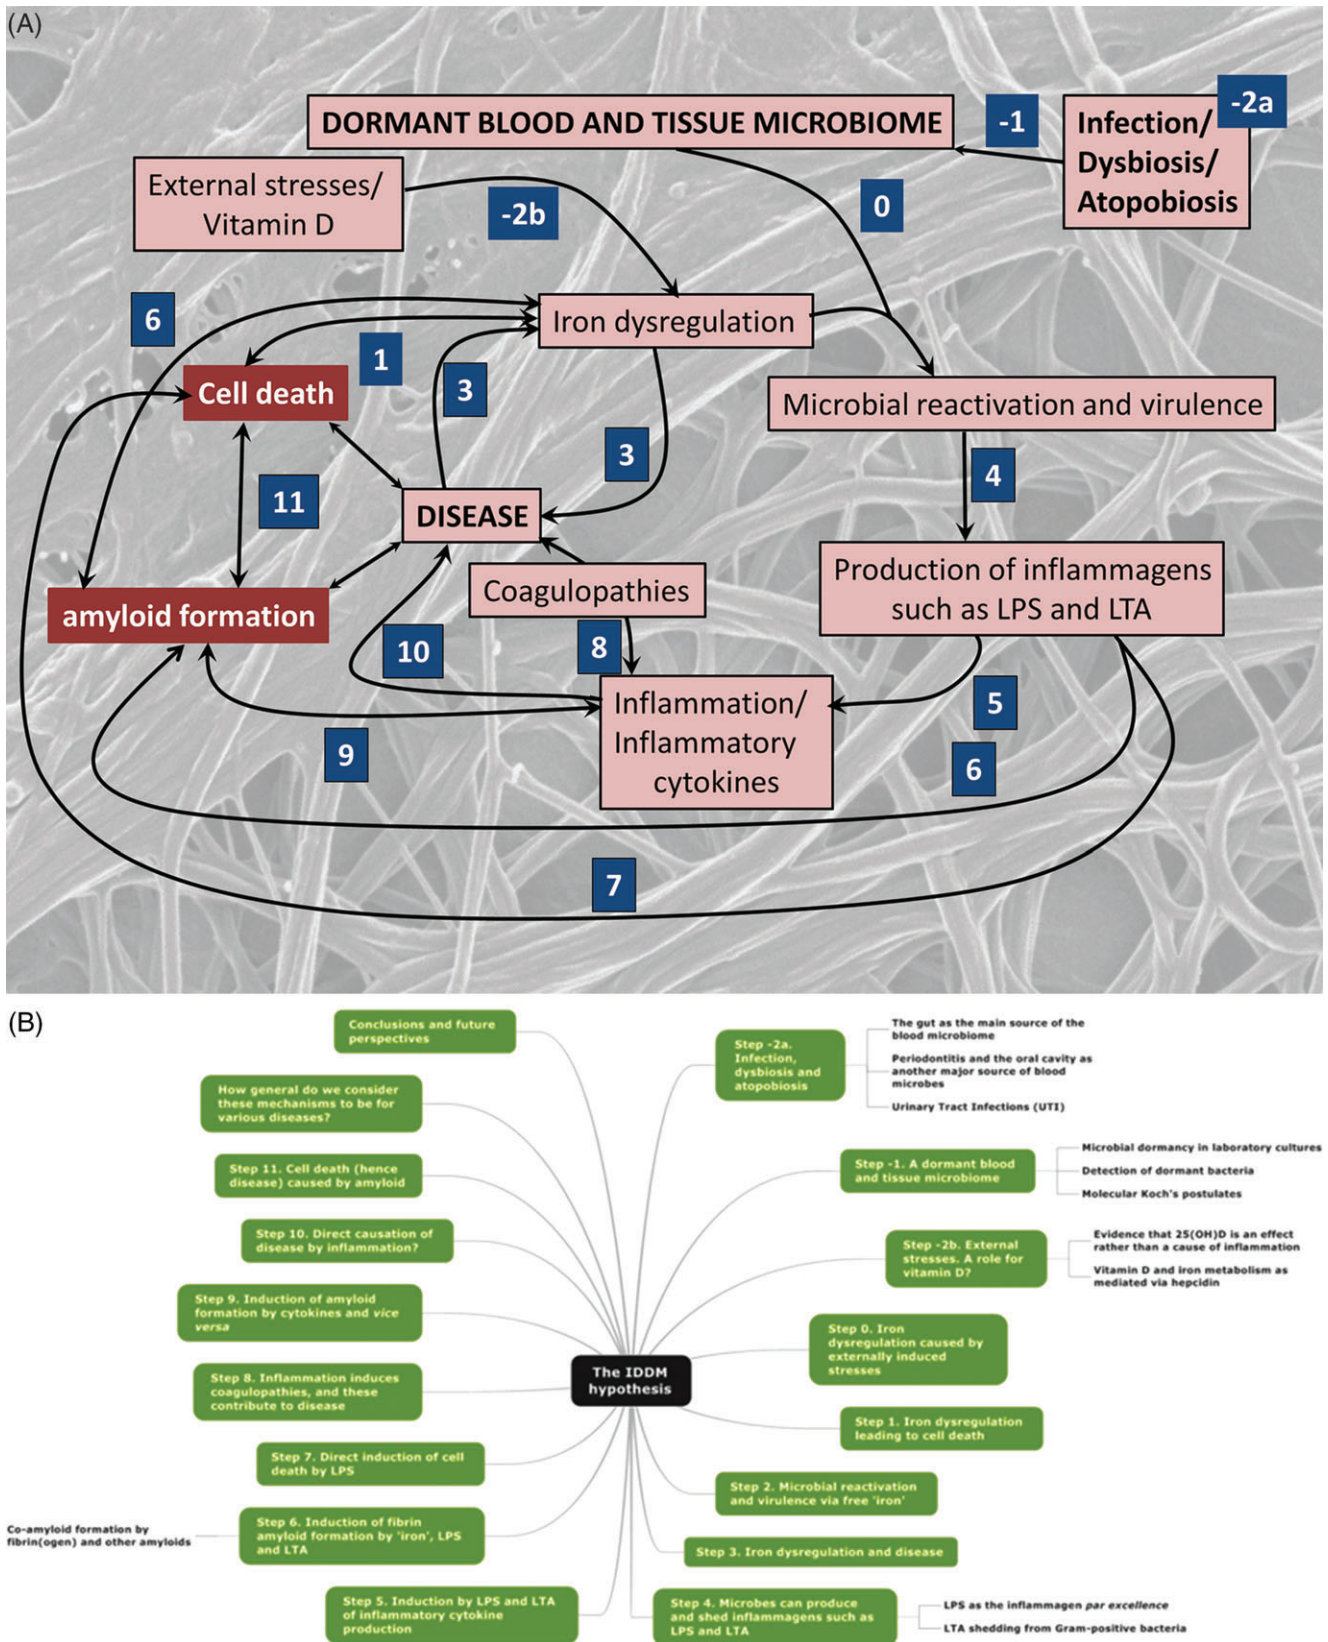 (A)
DORMANT BLOOD AND TISSUE MICROBIOME
-1
-2a
Infection/
Dysbiosis/
Atopobiosis
External stresses/
Vitamin D
-2b
0
6
Iron dysregulation
1
3
Cell death
Microbial reactivation and virulence
3
4
11
DISEASE
Production of inflammagens
such as LPS and LTA
Coagulopathies
amyloid formation
10
8
Inflammation/
Inflammatory
cytokines
5
9
6
7
(B)
Conclusions and future
perspectives
How general do we consider
these mechanisms to be for
various diseases?
Step 11. Cell death (hence
disease) caused by amyloid
Step 10. Direct causation of
disease by inflammation?
Step 9. Induction of amyloid
formation by cytokines and vice
versa
Step 8. Inflammation induces
coagulopathies, and these
contribute to disease
Step 7. Direct induction of cell
death by LPS
Step 6. Induction of fibrin
amyloid formation by 'iron', LPS
and LTA
Co-amyloid formation by
fibrin(ogen) and other amyloids
Step 5. Induction by LPS and LTA
of inflammatory cytokine
production
The IDDM
hypothesis
Step -2a.
Infection,
dysbiosis and
atopobiosis
The gut as the main source of the
blood microbiome
Periodontitis and the oral cavity as
another major source of blood
microbes
Urinary Tract Infections (UTI)
Step -1. A dormant blood
and tissue microbiome
Microbial dormancy in laboratory cultures
Detection of dormant bacteria
Molecular Koch's postulates
Step -2b. External
stresses. A role for
vitamin D?
Evidence that 25(OH)D is an effect
rather than a cause of inflammation
Vitamin D and iron metabolism as
mediated via hepcidin
Step 0. Iron
dysregulation caused by
externally induced
stresses
Step 1. Iron dysregulation
leading to cell death
Step 2. Microbial reactivation
and virulence via free 'iron'
Step 3. Iron dysregulation and disease
Step 4. Microbes can produce
and shed inflammagens such as
LPS and LTA
LPS as the inflammagen par excellence
LTA shedding from Gram-positive bacteria